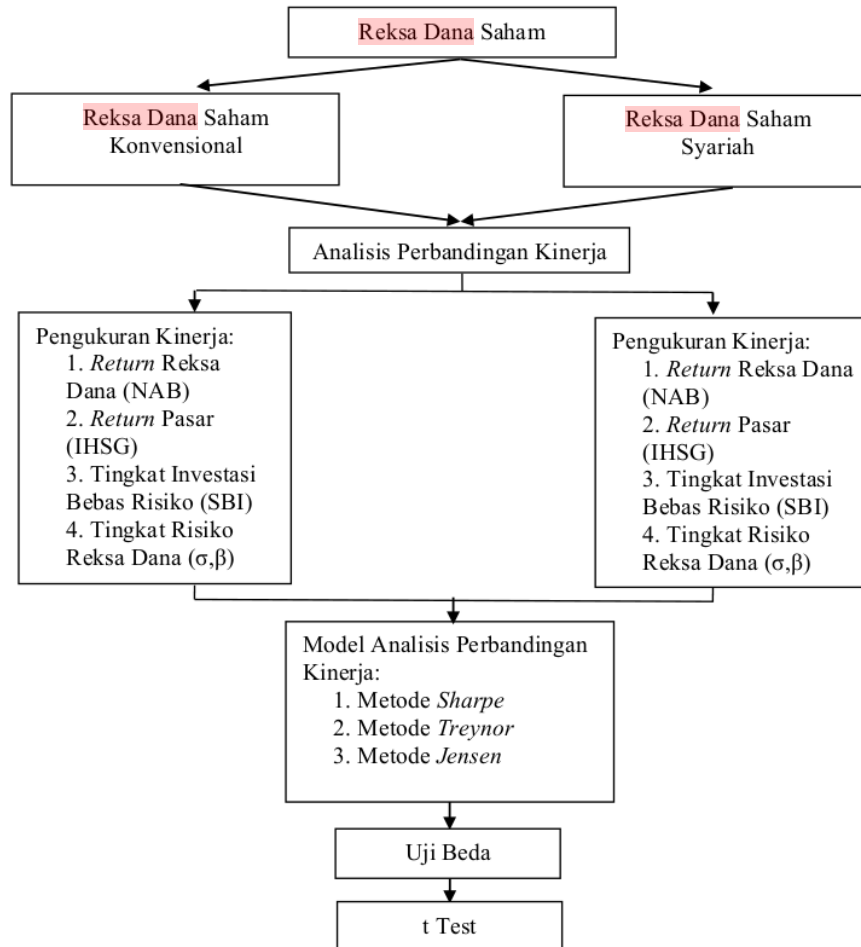 Reksa Dana Saham
Reksa Dana Saham
Konvensional
Reksa Dana Saham
Syariah
Analisis Perbandingan Kinerja
Pengukuran Kinerja:
1. Return Reksa
Dana (NAB)
2. Return Pasar
(IHSG)
3. Tingkat Investasi
Bebas Risiko (SBI)
4. Tingkat Risiko
Reksa Dana (σ,β)
Pengukuran Kinerja:
1. Return Reksa Dana
(NAB)
2. Return Pasar
(IHSG)
3. Tingkat Investasi
Bebas Risiko (SBI)
4. Tingkat Risiko
Reksa Dana (σ,β)
Model Analisis Perbandingan
Kinerja:
1. Metode Sharpe
2. Metode Treynor
3. Metode Jensen
Uji Beda
t Test